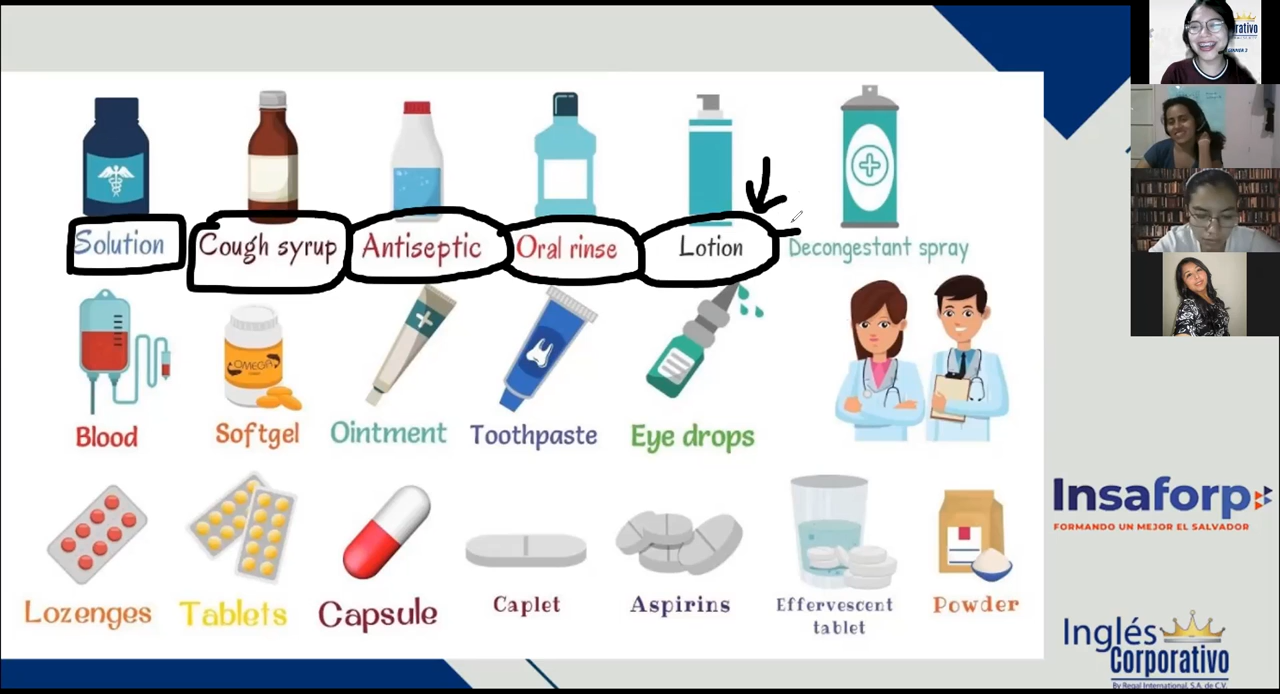 Solution Cough syrup Antiseptic Oral rinse Lotion Decongestant spray
OMEGA
Blood Softgel Ointment Toothpaste Eye drops
Lozenges Tablets Capsule Caplet Aspirins Effervescent tablet Powder
Insaforp
FORMANDO UN MEJOR EL SALVADOR
Inglés
Corporativo
By Regal International, S.A. de C.V.